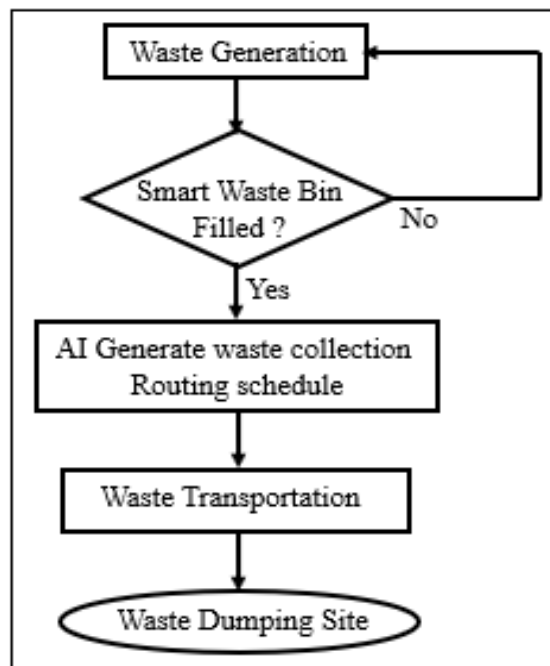 Waste Generation
Smart Waste Bin
Filled ?
No
Yes
AI Generate waste collection
Routing schedule
Waste Transportation
Waste Dumping Site